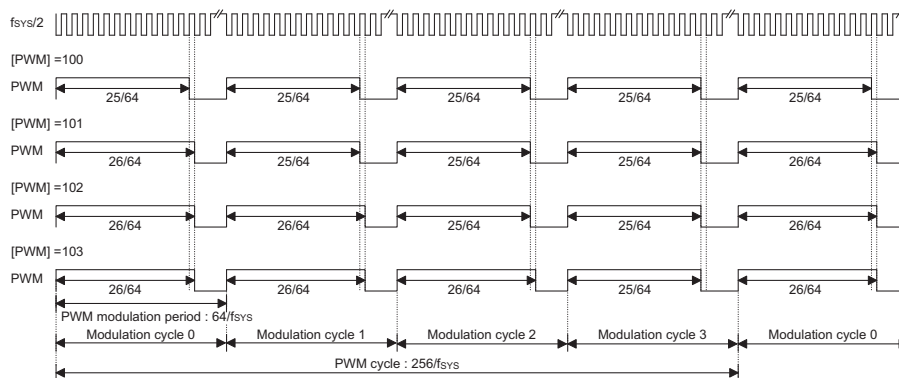 fSYS/2
[PWM] =100
PWM
25/64 25/64 25/64 25/64 25/64
[PWM] =101
PWM
26/64 25/64 25/64 25/64 26/64
[PWM] =102
PWM
26/64 26/64 25/64 25/64 26/64
[PWM] =103
PWM
26/64 26/64 26/64 25/64 26/64
PWM modulation period : 64/fSYS
Modulation cycle 0 Modulation cycle 1 Modulation cycle 2 Modulation cycle 3 Modulation cycle 0
PWM cycle : 256/fSYS